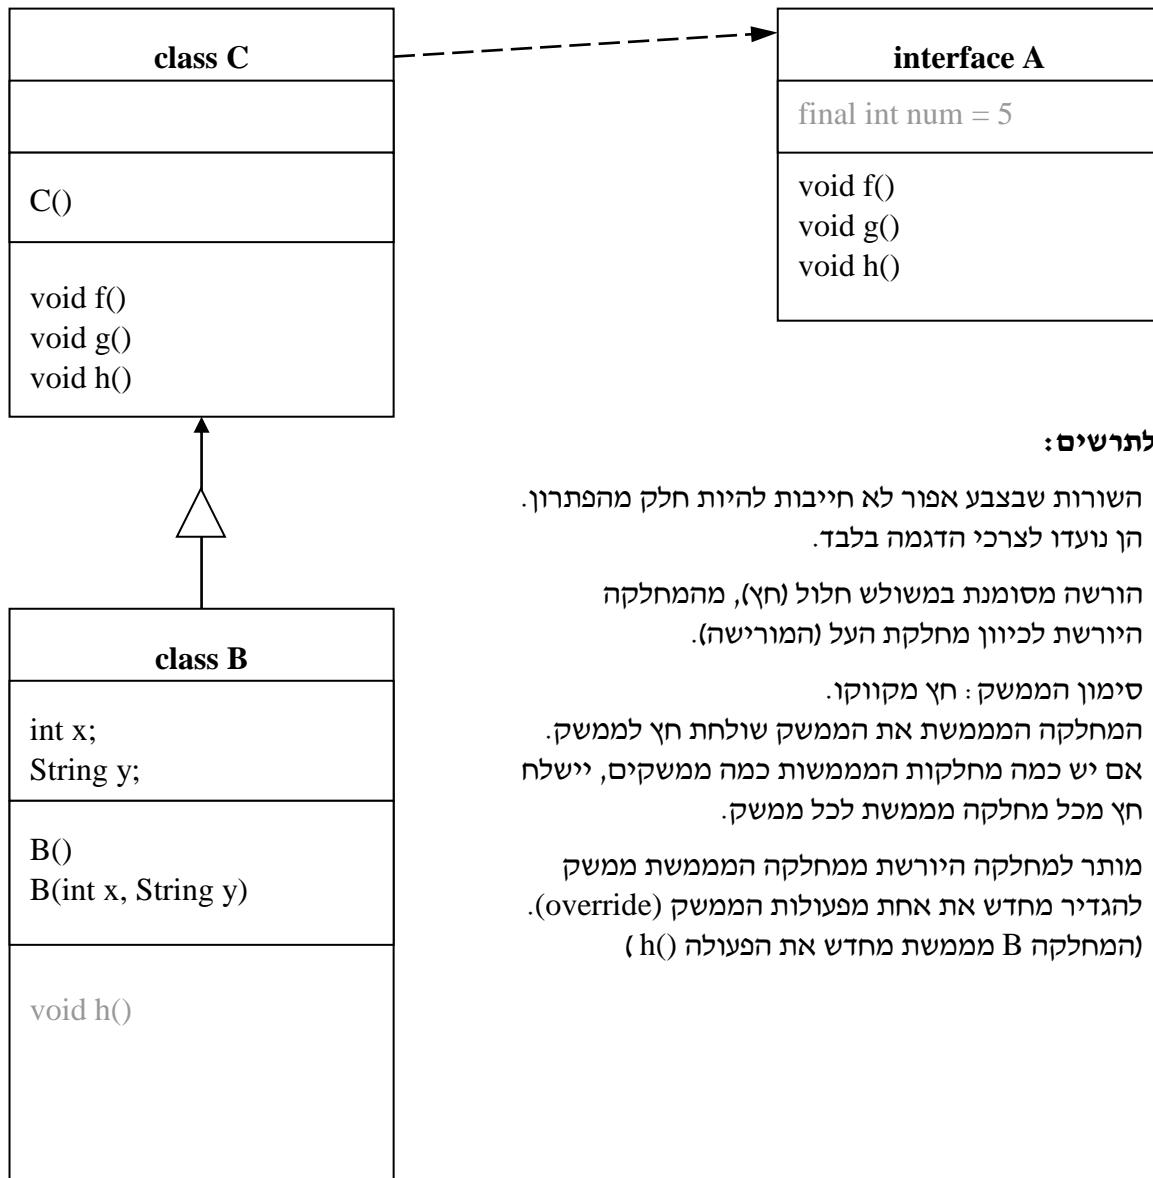 class C
C()
void f()
void g()
void h()
interface A
final int num = 5
void f()
void g()
void h()
class B
int x;
String y;
B()
B(int x, String y)
void h()
לתרשים:
השורות שבצבע אפור לא חייבות להיות חלק מהפתרון.
הן נועדו לצרכי הדגמה בלבד.
הורשה מסומנת במשולש חלול (חץ), מהמחלקה
היורשת לכיוון מחלקת העל (המורישה).
סימון הממשק: חץ מקווקו.
המחלקה המממשת את הממשק שולחת חץ לממשק.
אם יש כמה מחלקות המממשות כמה ממשקים, יישלח
חץ מכל מחלקה מממשת לכל ממשק.
מותר למחלקה היורשת ממחלקה המממשת ממשק
להגדיר מחדש את אחת מפעולות הממשק (override).
(המחלקה B מממשת מחדש את הפעולה h() )